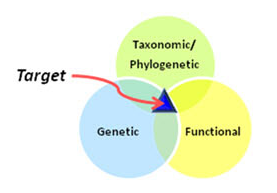 Taxonomic/
Phylogenetic
Target
Genetic
Functional